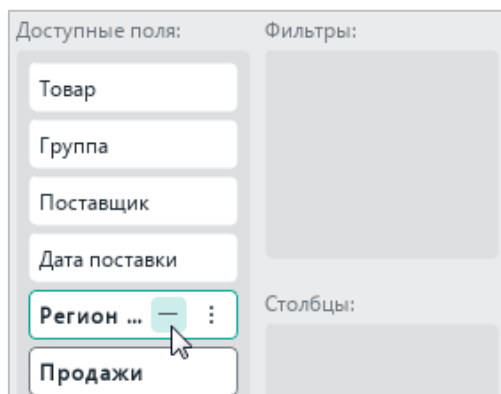 Доступные поля:
Фильтры:
Товар
Группа
Поставщик
Дата поставки
Регион ...
Столбцы:
Продажи